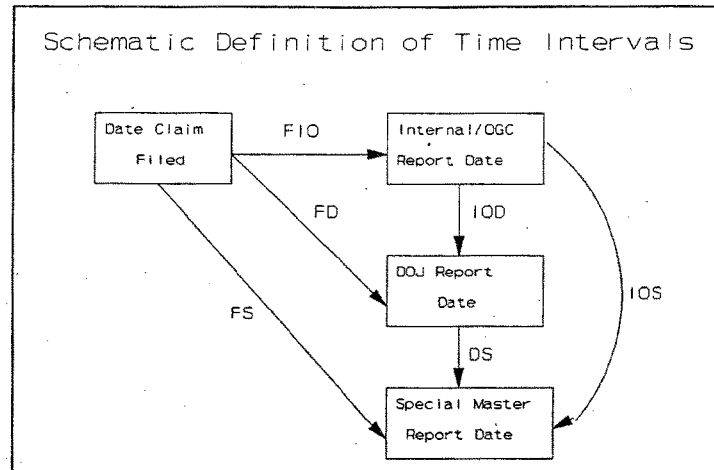 Schematic Definition of Time Intervals
Date Claim
Filed
FIO
Internal/OGC
Report Date
FD
IOD
DOJ Report
Date
IOS
FS
DS
Special Master
Report Date